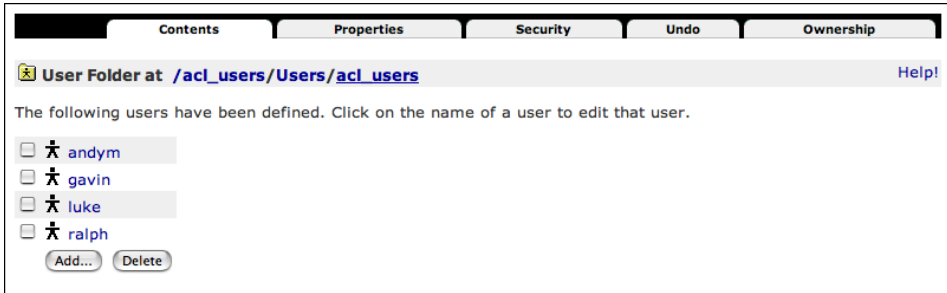 Contents Properties Security Undo Ownership
User Folder at /acl_users/Users/acl_users Help!
The following users have been defined. Click on the name of a user to edit that user.
andym
gavin
luke
ralph
Add... Delete